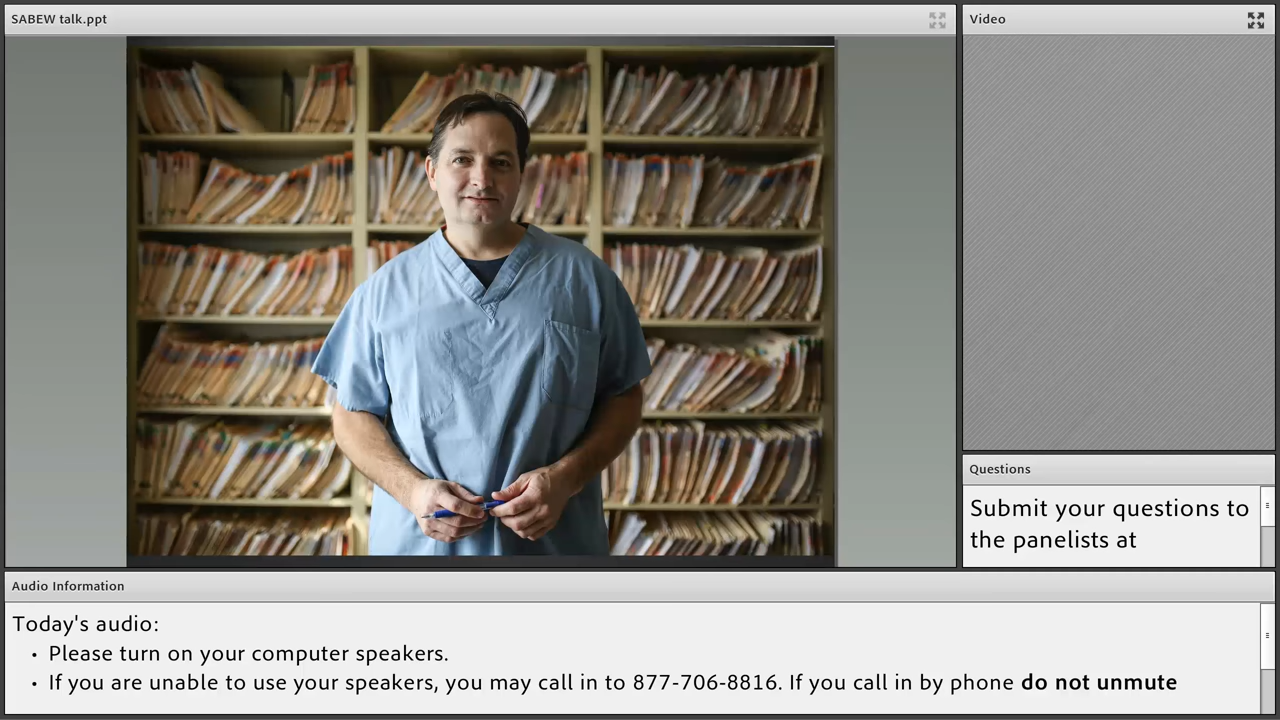 SABEW talk.ppt
Video
Questions
Submit your questions to
the panelists at
Audio Information
Today's audio:
• Please turn on your computer speakers.
• If you are unable to use your speakers, you may call in to 877-706-8816. If you call in by phone do not unmute